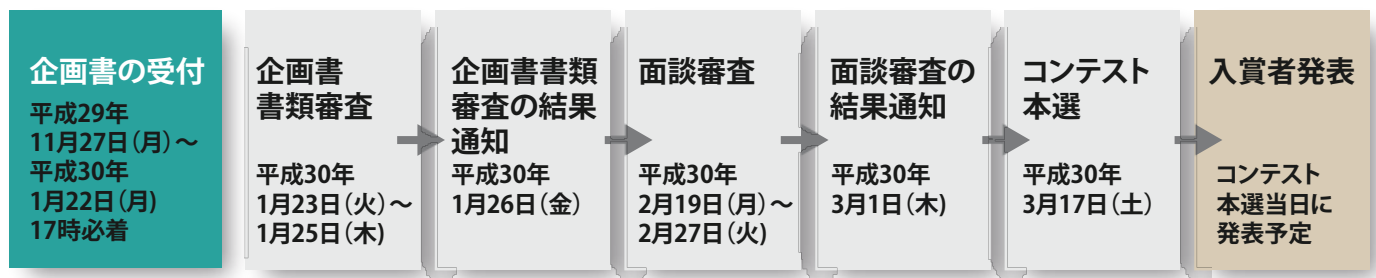 企画書の受付
平成29年
11月27日(月)～
平成30年
1月22日(月)
17時必着
企画書
書類審査
平成30年
1月23日(火)～
1月25日(木)
企画書書類
審査の結果
通知
平成30年
1月26日(金)
面談審査
平成30年
2月19日(月)～
2月27日(火)
面談審査の
結果通知
平成30年
3月1日(木)
コンテスト
本選
平成30年
3月17日(土)
入賞者発表
コンテスト
本選当日に
発表予定